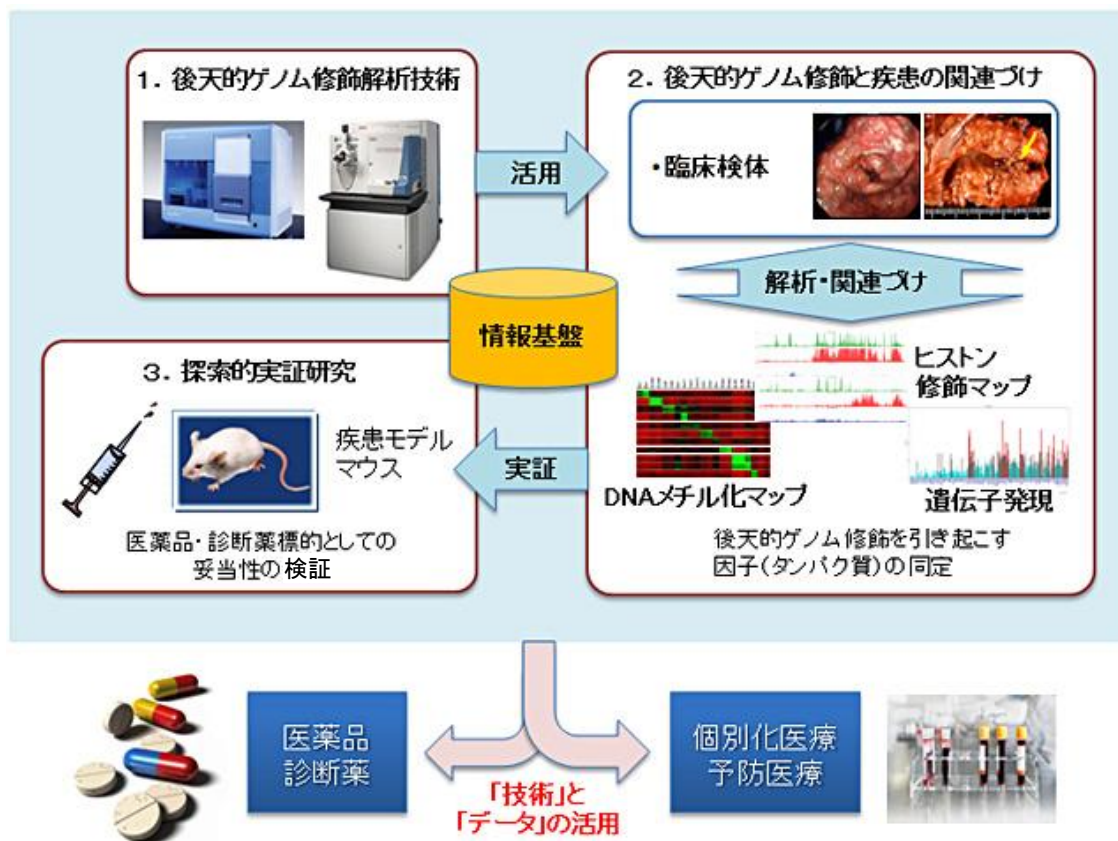 1. 後天的ゲノム修飾解析技術
活用
2. 後天的ゲノム修飾と疾患の関連づけ
・臨床検体
解析・関連づけ
ヒストン
修飾マップ
DNAメチル化マップ
遺伝子発現
後天的ゲノム修飾を引き起こす
因子(タンパク質)の同定
情報基盤
実証
3. 探索的実証研究
疾患モデル
マウス
医薬品・診断薬標的としての
妥当性の検証
医薬品
診断薬
「技術」と
「データ」の活用
個別化医療
予防医療